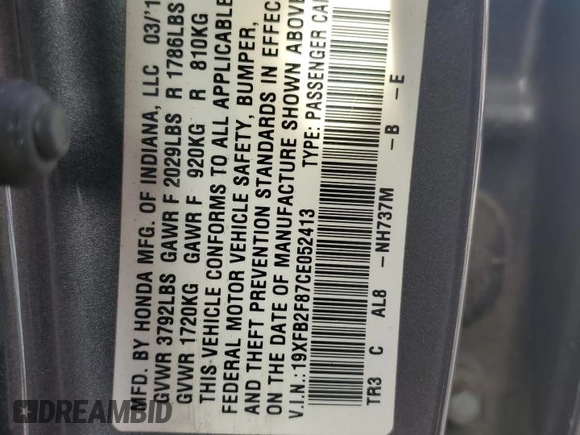 MFD. BY HONDA MFG. OF INDIANA, LLC 03/'1
GVWR 3792LBS GAWR F 2029LBS R 1786LBS
GVWR 1720KG GAWR F 920KG R 810KG
THIS VEHICLE CONFORMS TO ALL APPLICABLE
FEDERAL MOTOR VEHICLE SAFETY, BUMPER,
AND THEFT PREVENTION STANDARDS IN EFFEC
ON THE DATE OF MANUFACTURE SHOWN ABOVE
V.I.N.:19XFB2F87CE052413 TYPE: PASSENGER CA
TR3 C AL8 -NH737M -B -E
DREAMBID